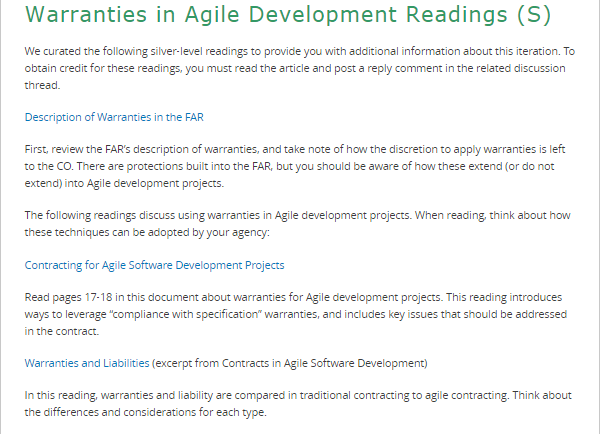 Warranties in Agile Development Readings (S)
We curated the following silver-level readings to provide you with additional information about this iteration. To
obtain credit for these readings, you must read the article and post a reply comment in the related discussion
thread.
Description of Warranties in the FAR
First, review the FAR's description of warranties, and take note of how the discretion to apply warranties is left
to the CO. There are protections built into the FAR, but you should be aware of how these extend (or do not
extend) into Agile development projects.
The following readings discuss using warranties in Agile development projects. When reading, think about how
these techniques can be adopted by your agency:
Contracting for Agile Software Development Projects
Read pages 17-18 in this document about warranties for Agile development projects. This reading introduces
ways to leverage “compliance with specification” warranties, and includes key issues that should be addressed
in the contract.
Warranties and Liabilities (excerpt from Contracts in Agile Software Development)
In this reading, warranties and liability are compared in traditional contracting to agile contracting. Think about
the differences and considerations for each type.